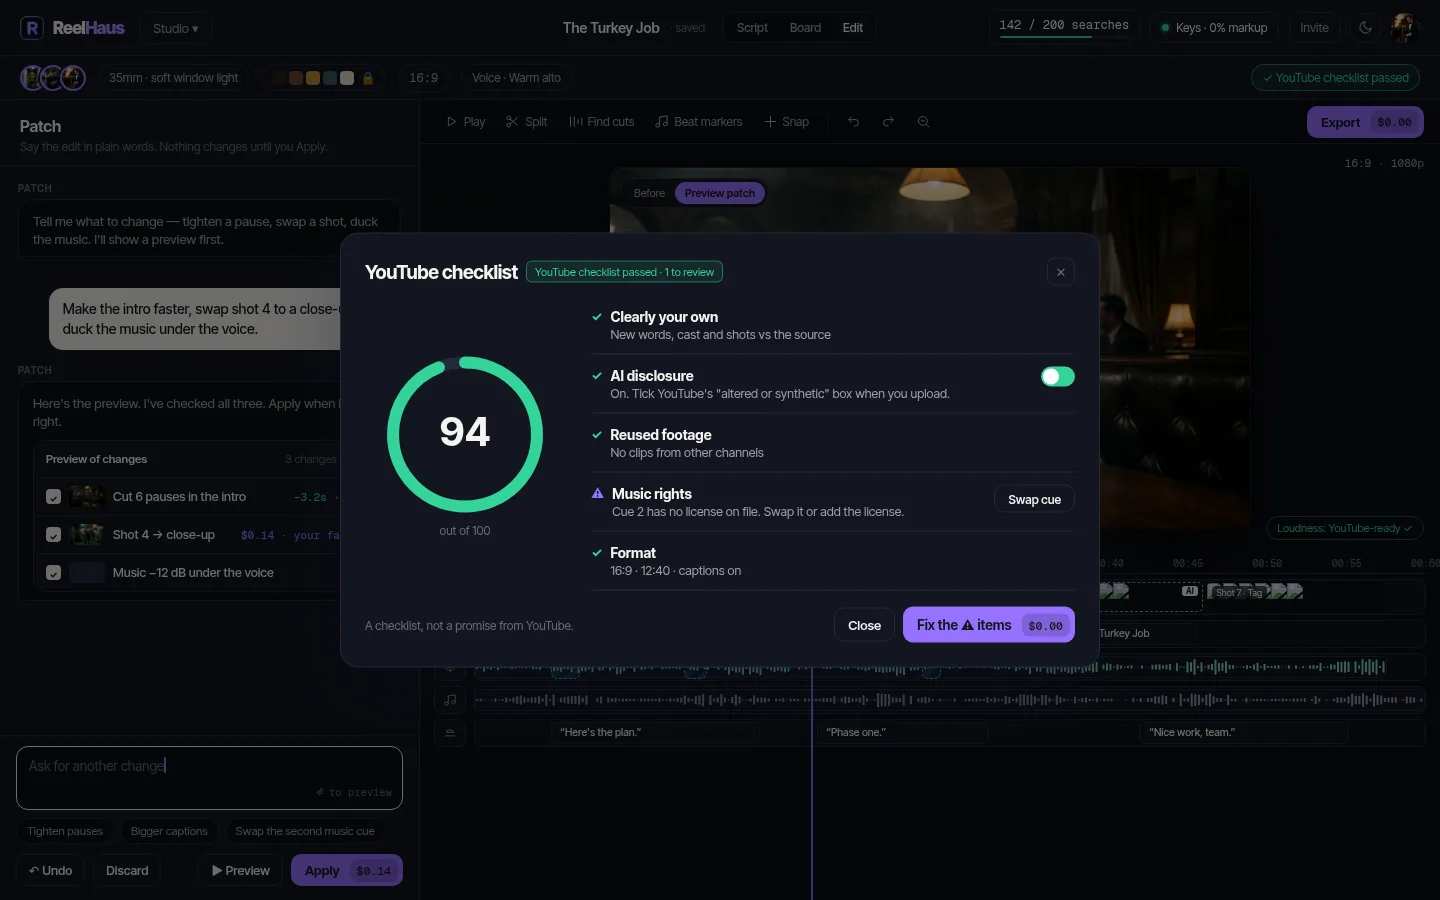 R ReelHaus
Studio ▾
The Turkey Job · saved
Script Board Edit
142 / 200 searches
Keys · 0% markup
Invite
35mm · soft window light
16:9
Voice · Warm alto
✓ YouTube checklist passed
Patch
Say the edit in plain words. Nothing changes until you Apply.
Play Split Find cuts Beat markers Snap
Export $0.00
16:9 · 1080p
PATCH
Tell me what to change — tighten a pause, swap a shot, duck
the music. I'll show a preview first.
Before Preview patch
Make the intro faster, swap shot 4 to a close-
duck the music under the voice.
PATCH
Here's the preview. I've checked all three. Apply when
right.
Preview of changes 3 changes
Cut 6 pauses in the intro −3.2s ·
Shot 4 → close-up $0.14 · your
Music −12 dB under the voice
YouTube checklist
YouTube checklist passed · 1 to review
×
94
out of 100
✓ Clearly your own
New words, cast and shots vs the source
✓ AI disclosure
On. Tick YouTube's "altered or synthetic" box when you upload.
✓ Reused footage
No clips from other channels
⚠ Music rights
Cue 2 has no license on file. Swap it or add the license.
Swap cue
✓ Format
16:9 · 12:40 · captions on
A checklist, not a promise from YouTube.
Close
Fix the ⚠ items $0.00
Loudness: YouTube-ready ✓
:40 00:45 00:50 00:55 00:60
AI
Shot 7 · Tag
Turkey Job
“Here's the plan.” “Phase one.” “Nice work, team.”
Ask for another change
⏎ to preview
Tighten pauses Bigger captions Swap the second music cue
↶ Undo Discard ▶ Preview Apply $0.14